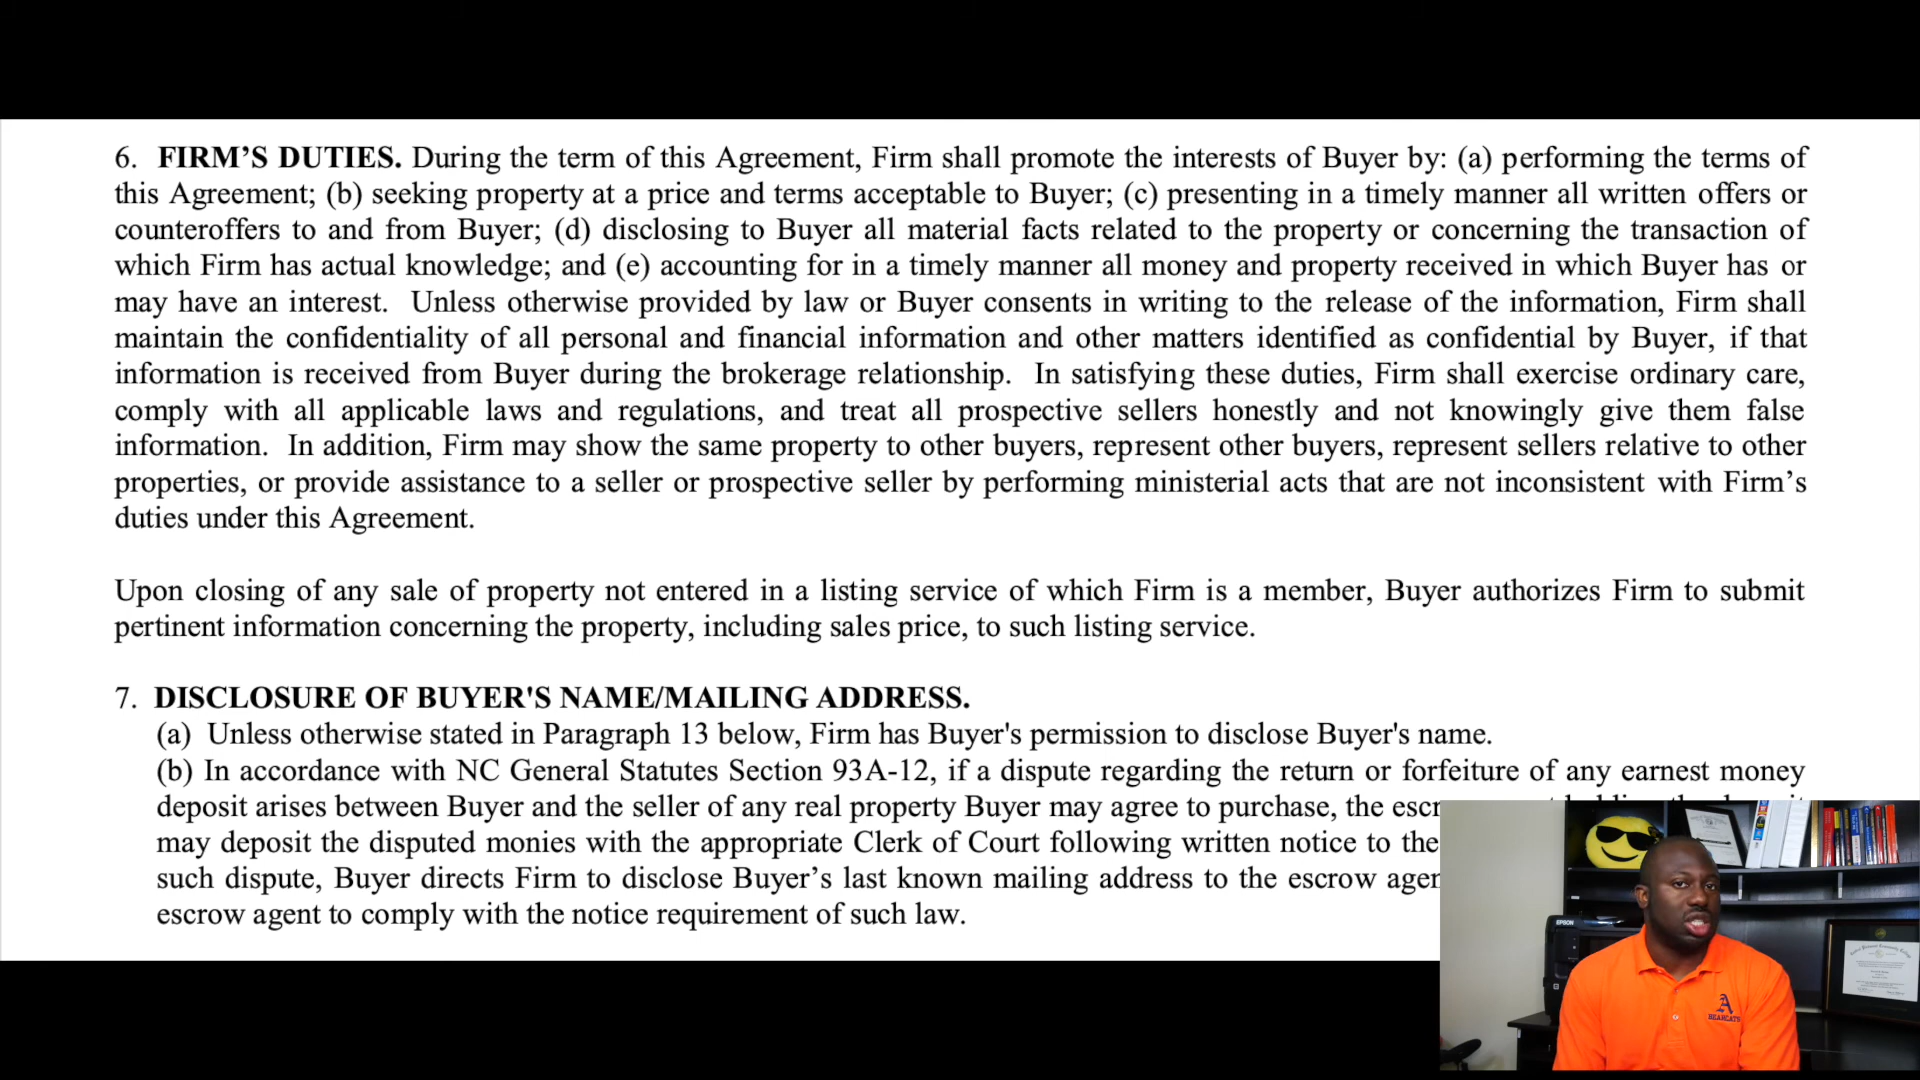 6. FIRM’S DUTIES. During the term of this Agreement, Firm shall promote the interests of Buyer by: (a) performing the terms of
this Agreement; (b) seeking property at a price and terms acceptable to Buyer; (c) presenting in a timely manner all written offers or
counteroffers to and from Buyer; (d) disclosing to Buyer all material facts related to the property or concerning the transaction of
which Firm has actual knowledge; and (e) accounting for in a timely manner all money and property received in which Buyer has or
may have an interest. Unless otherwise provided by law or Buyer consents in writing to the release of the information, Firm shall
maintain the confidentiality of all personal and financial information and other matters identified as confidential by Buyer, if that
information is received from Buyer during the brokerage relationship. In satisfying these duties, Firm shall exercise ordinary care,
comply with all applicable laws and regulations, and treat all prospective sellers honestly and not knowingly give them false
information. In addition, Firm may show the same property to other buyers, represent other buyers, represent sellers relative to other
properties, or provide assistance to a seller or prospective seller by performing ministerial acts that are not inconsistent with Firm’s
duties under this Agreement.
Upon closing of any sale of property not entered in a listing service of which Firm is a member, Buyer authorizes Firm to submit
pertinent information concerning the property, including sales price, to such listing service.
7. DISCLOSURE OF BUYER'S NAME/MAILING ADDRESS.
(a) Unless otherwise stated in Paragraph 13 below, Firm has Buyer's permission to disclose Buyer's name.
(b) In accordance with NC General Statutes Section 93A-12, if a dispute regarding the return or forfeiture of any earnest money
deposit arises between Buyer and the seller of any real property Buyer may agree to purchase, the
may deposit the disputed monies with the appropriate Clerk of Court following written notice to the
such dispute, Buyer directs Firm to disclose Buyer’s last known mailing address to the escrow
escrow agent to comply with the notice requirement of such law.
EPSON
A
BEARCATS